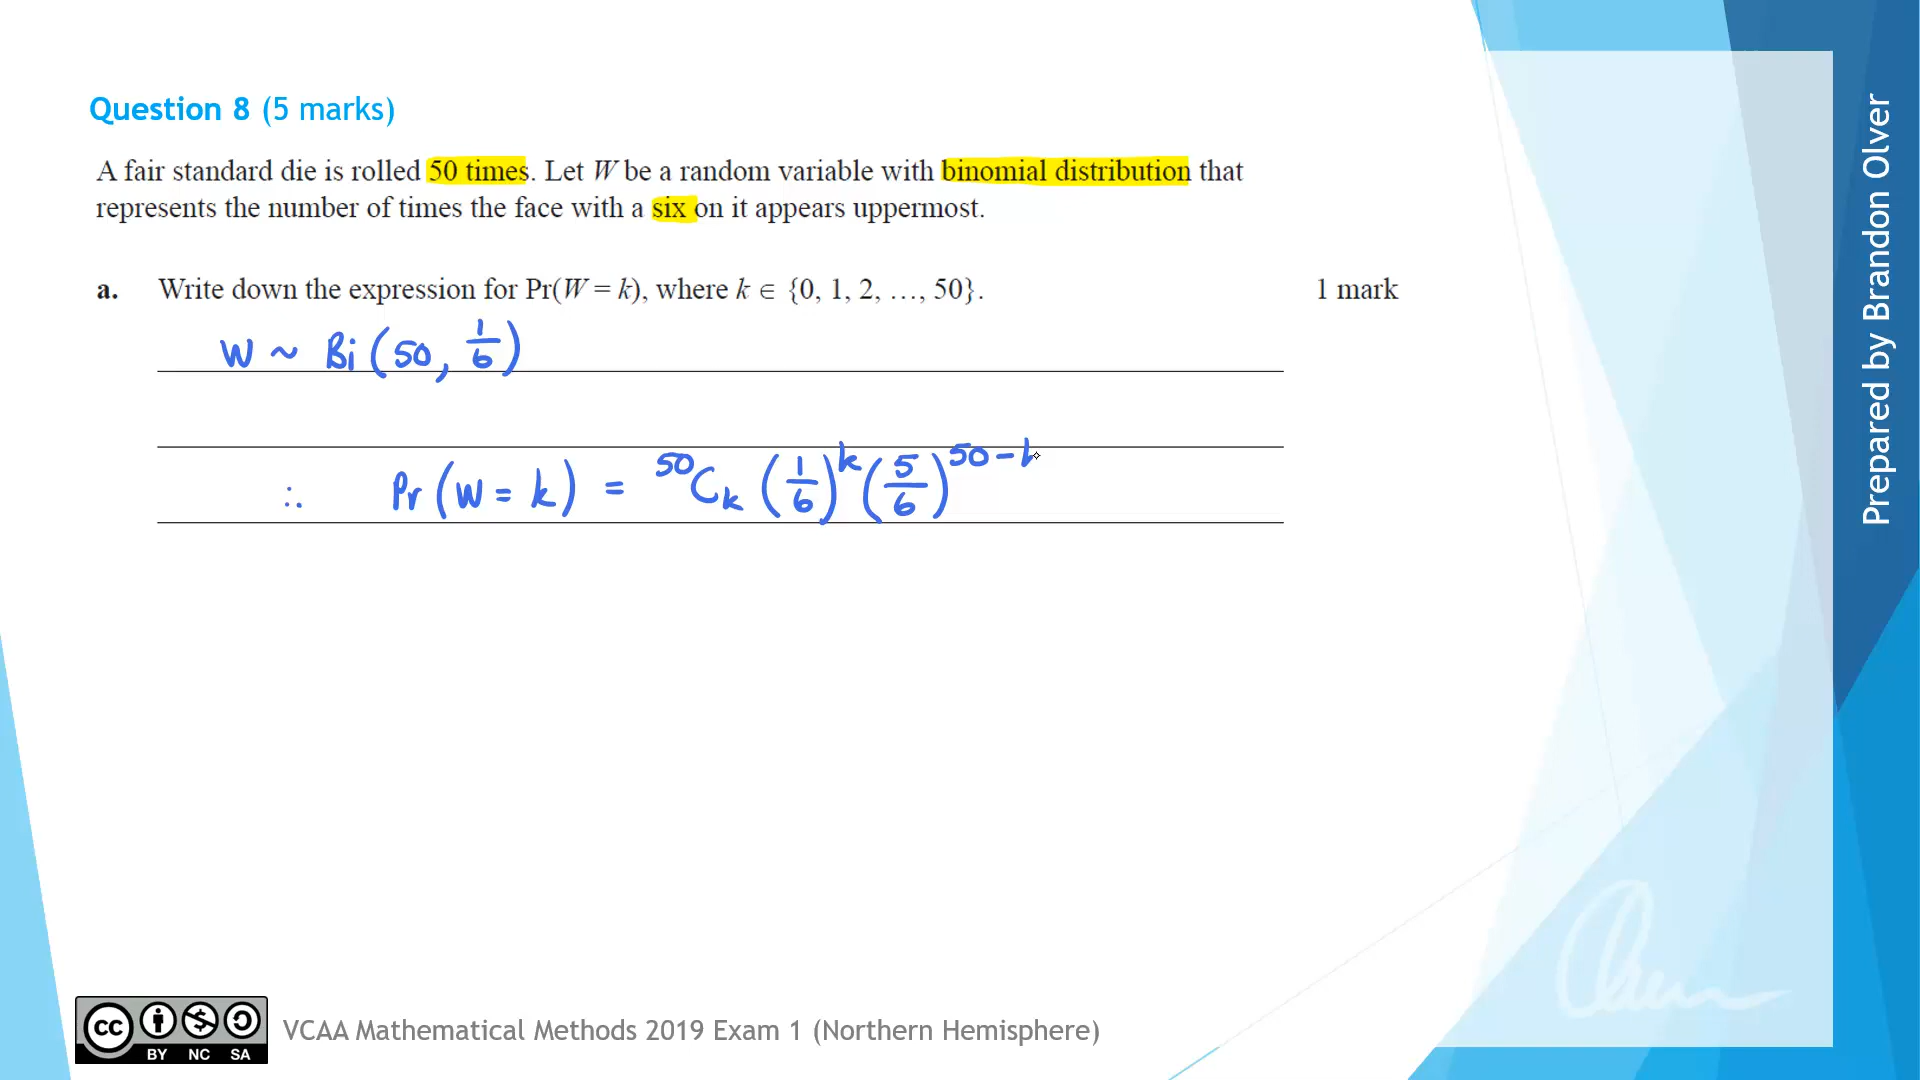 Question 8 (5 marks)
A fair standard die is rolled 50 times. Let W be a random variable with binomial distribution that
represents the number of times the face with a six on it appears uppermost.
a. Write down the expression for Pr(W = k), where k ∈ {0, 1, 2, …, 50}. 1 mark
W ~ Bi (50, 1/6)
∴ Pr (W = k) = ⁵⁰Cₖ (1/6)^k (5/6)^50-
Prepared by Brandon Olver
CC BY NC SA
VCAA Mathematical Methods 2019 Exam 1 (Northern Hemisphere)